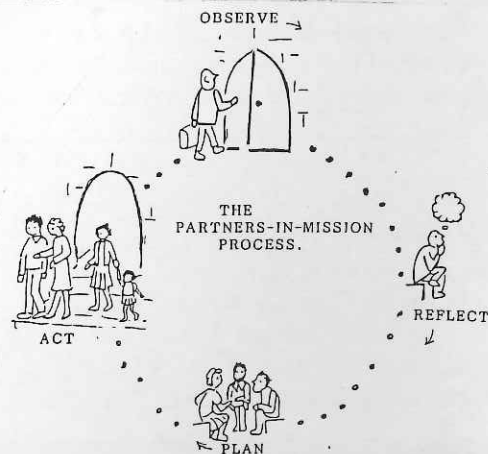 OBSERVE
THE
PARTNERS-IN-MISSION
PROCESS.
REFLECT
ACT
PLAN